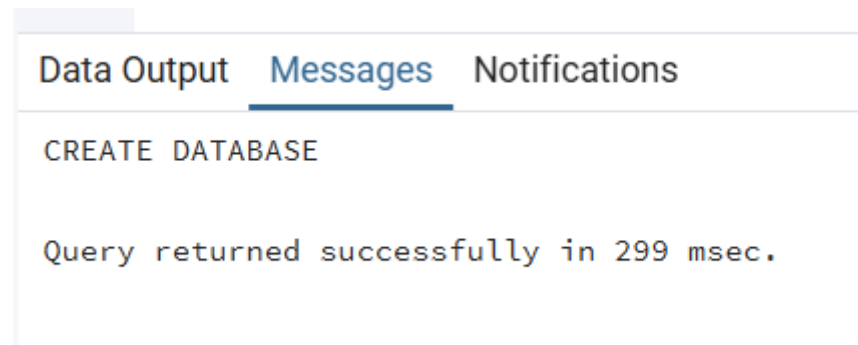 Data Output Messages Notifications
CREATE DATABASE
Query returned successfully in 299 msec.